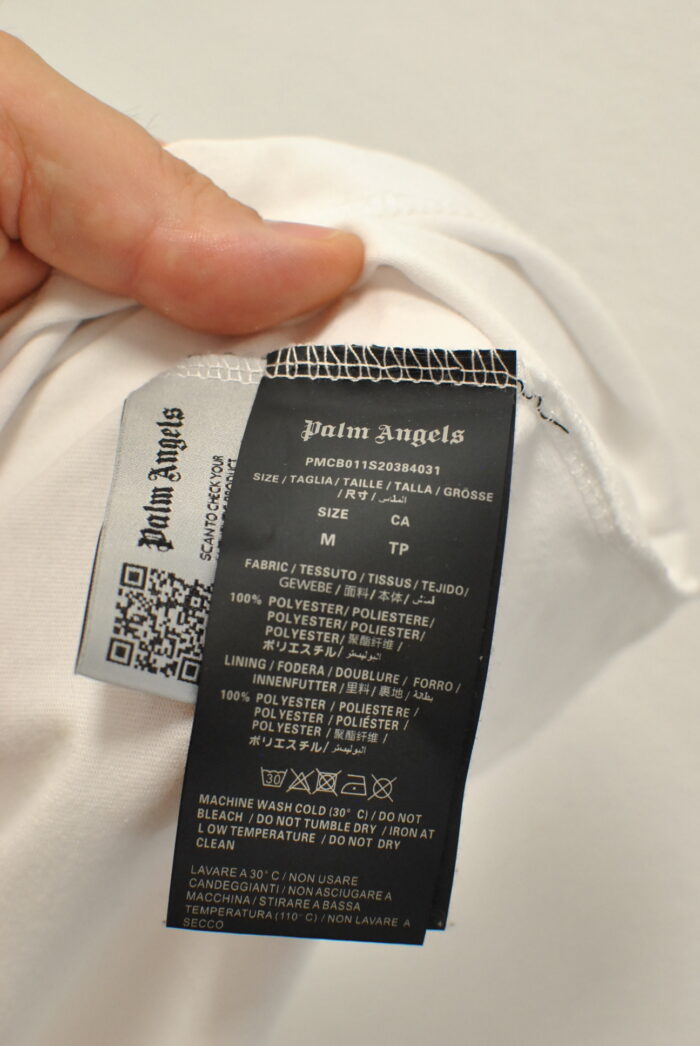 Palm Angels
SCAN TO CHECK YOUR
Palm Angels
PMCB011S20384031
SIZE / TAGLIA / TAILLE / TALLA / GRÖSSE
/ 尺寸 / المقاس
SIZE CA
M TP
FABRIC / TESSUTO / TISSUS / TEJIDO/
GEWEBE / 面料 / 本体 / قمش
100% POLYESTER/ POLIESTERE/
POLYESTER/ POLIESTER/
POLYESTER/ 聚酯纤维 /
ポリエステル/ البوليستر
LINING / FODERA / DOUBLURE / FORRO /
INNENFUTTER / 里料 / 裏地 / بطانة
100% POLYESTER / POLIESTERE /
POLYESTER / POLIÉSTER /
POLYESTER / 聚酯纤维 /
ポリエステル/ البوليستر
30
MACHINE WASH COLD (30° C) / DO NOT
BLEACH / DO NOT TUMBLE DRY / IRON AT
LOW TEMPERATURE / DO NOT DRY
CLEAN
LAVARE A 30° C / NON USARE
CANDEGGIANTI / NON ASCIUGARE A
MACCHINA / STIRARE A BASSA
TEMPERATURA (110° C) / NON LAVARE A
SECCO